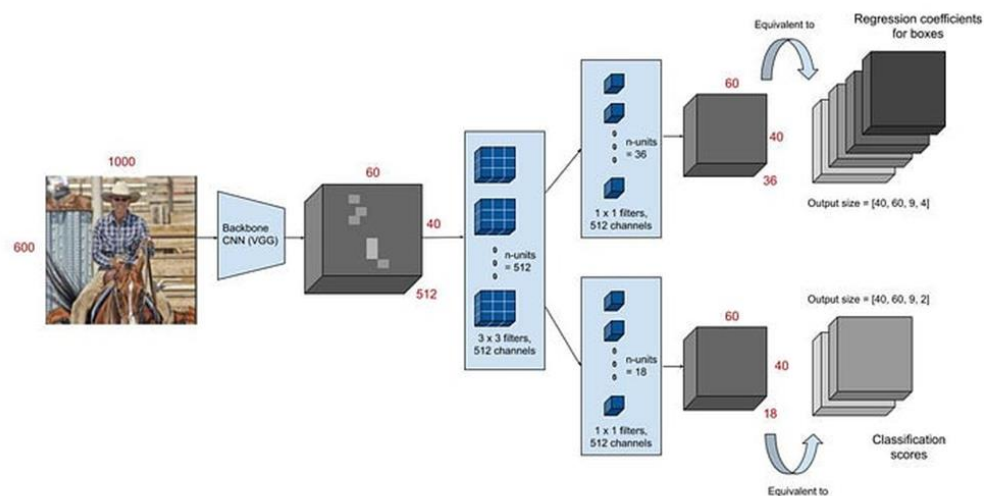 Equivalent to
Regression coefficients
for boxes
60
40
36
n-units
= 36
1 x 1 filters,
512 channels
Output size = [40, 60, 9, 4]
1000
600
Backbone
CNN (VGG)
60
40
512
n-units
= 512
3 x 3 filters,
512 channels
n-units
= 18
1 x 1 filters,
512 channels
60
40
18
Output size = [40, 60, 9, 2]
Classification
scores
Equivalent to